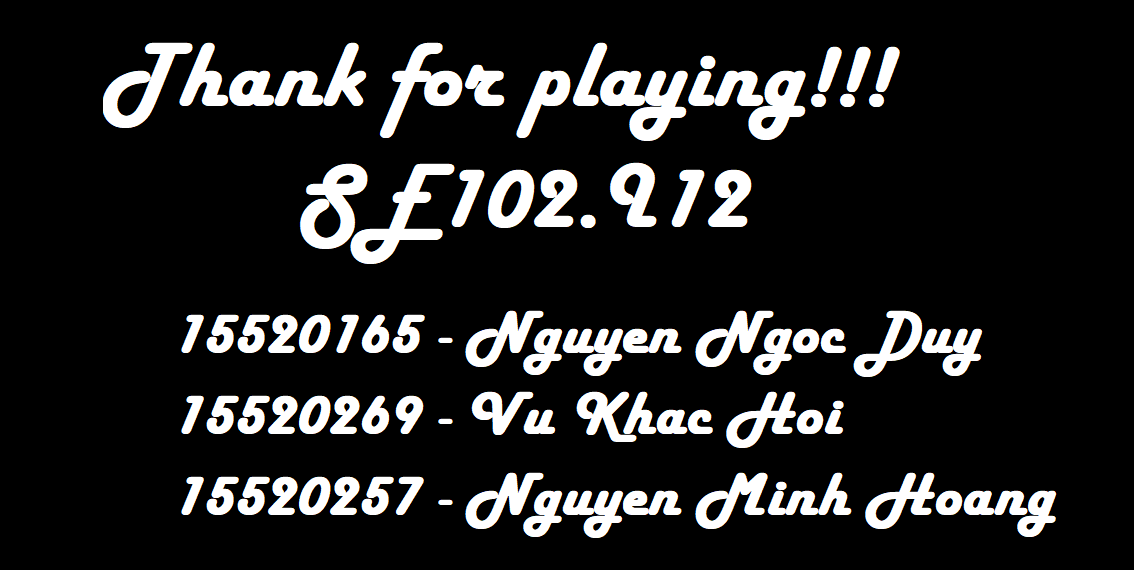 Thank for playing!!!
SE102.I12
15520165 - Nguyen Ngoc Duy
15520269 - Vu Khac Hoi
15520257 - Nguyen Minh Hoang